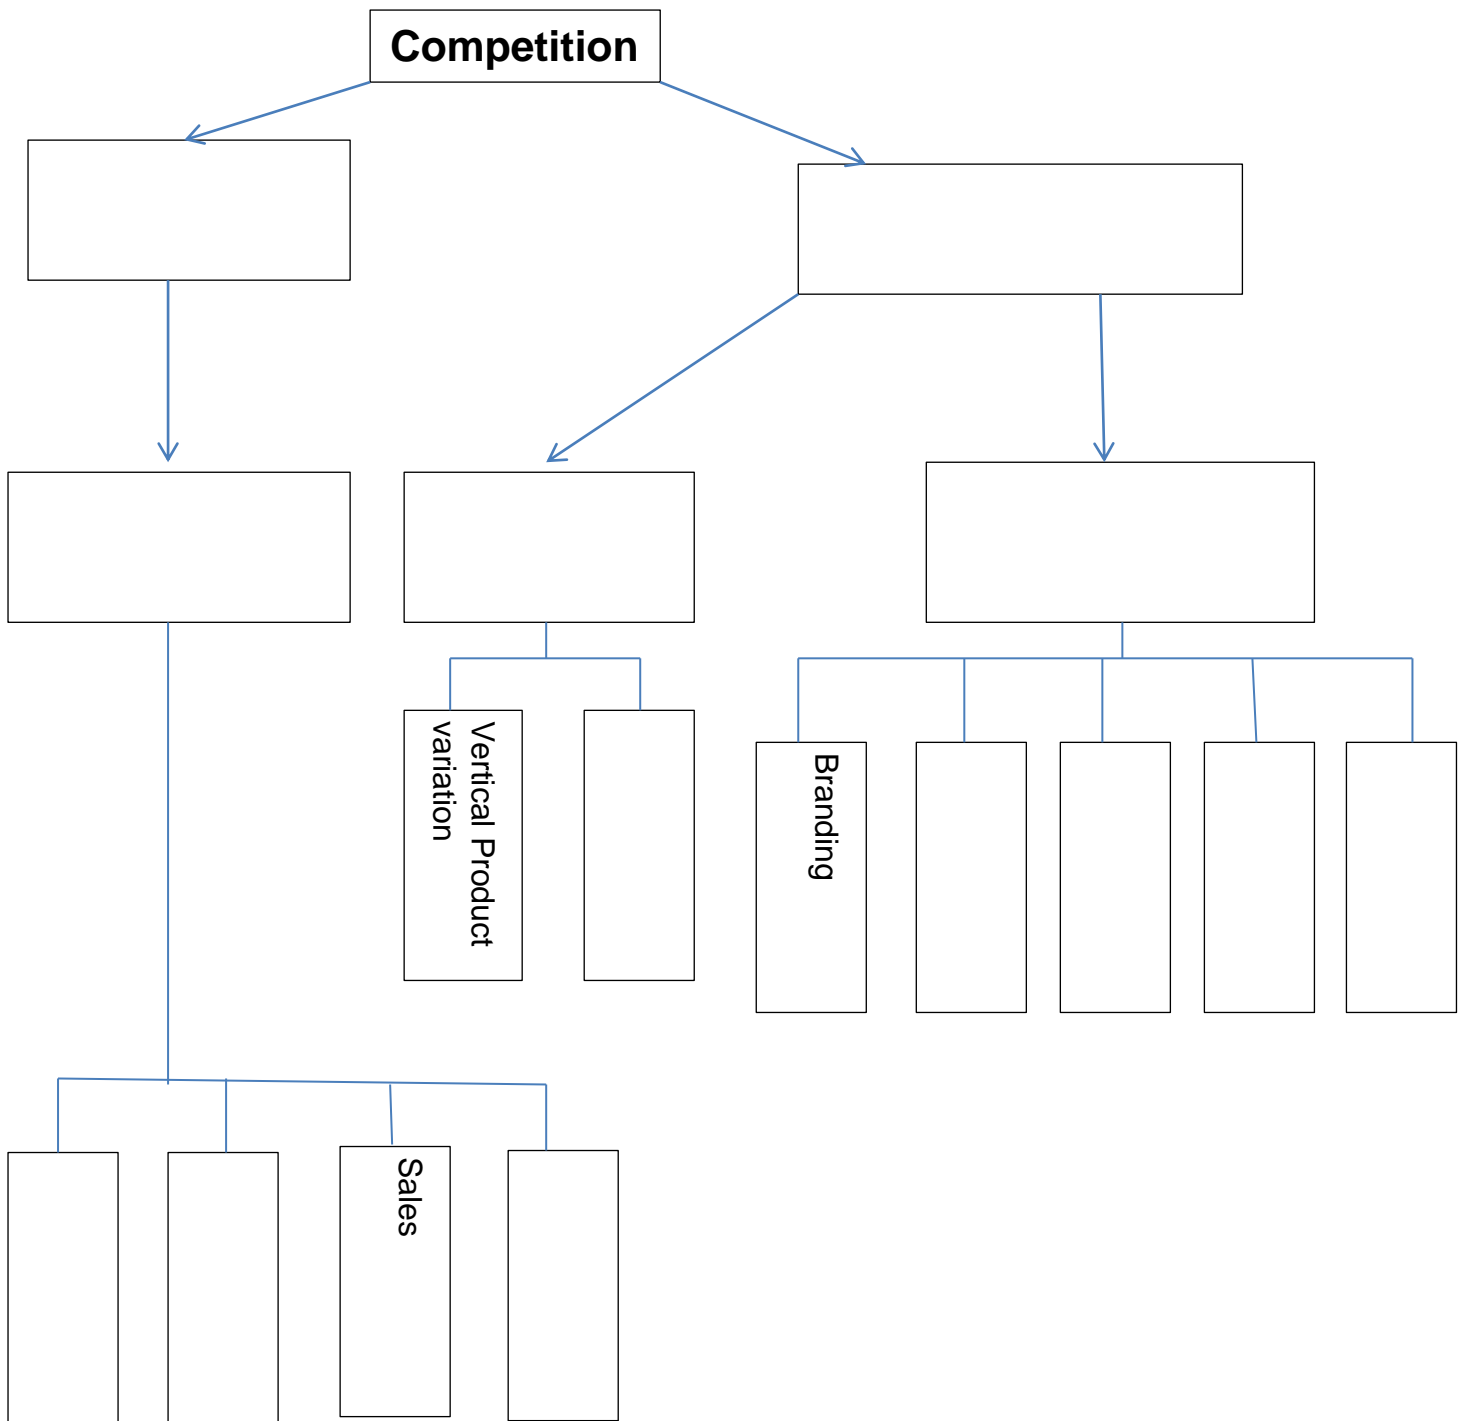 Competition
Vertical Product
variation
Branding
Sales